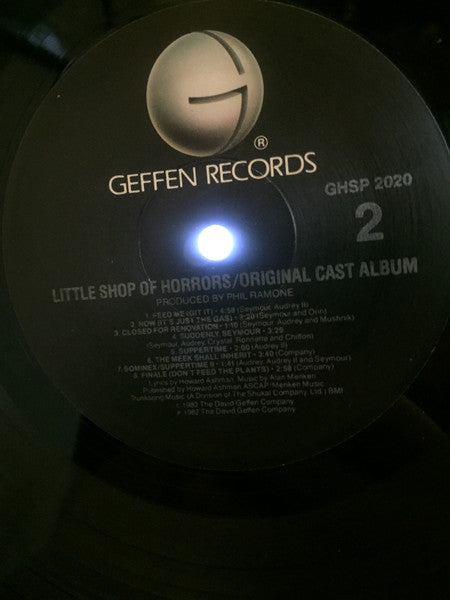 G
®
GEFFEN RECORDS
GHSP 2020
2
LITTLE SHOP OF HORRORS/ORIGINAL CAST ALBUM
PRODUCED BY PHIL RAMONE
1. FEED ME (GIT IT) - 4:58 (Seymour, Audrey II)
2. NOW (IT'S JUST THE GAS) - 3:20 (Seymour and Orin)
3. CLOSED FOR RENOVATION - 1:10 (Seymour, Audrey and Mushnik)
4. SUDDENLY, SEYMOUR - 3:29
(Seymour, Audrey, Crystal, Ronnette and Chiffon)
5. SUPPERTIME - 2:00 (Audrey II)
6. THE MEEK SHALL INHERIT - 3:40 (Company)
7. SOMINEX/SUPPERTIME II - 1:41 (Audrey, Audrey II and Seymour)
8. FINALE (DON'T FEED THE PLANTS) - 2:58 (Company)
Lyrics by Howard Ashman, Music by Alan Menken
Published by Howard Ashman ASCAP/Menken Music
Trunksong Music (A Division of The Shukat Company, Ltd.) BMI
© 1980 The David Geffen Company
℗ 1982 The David Geffen Company